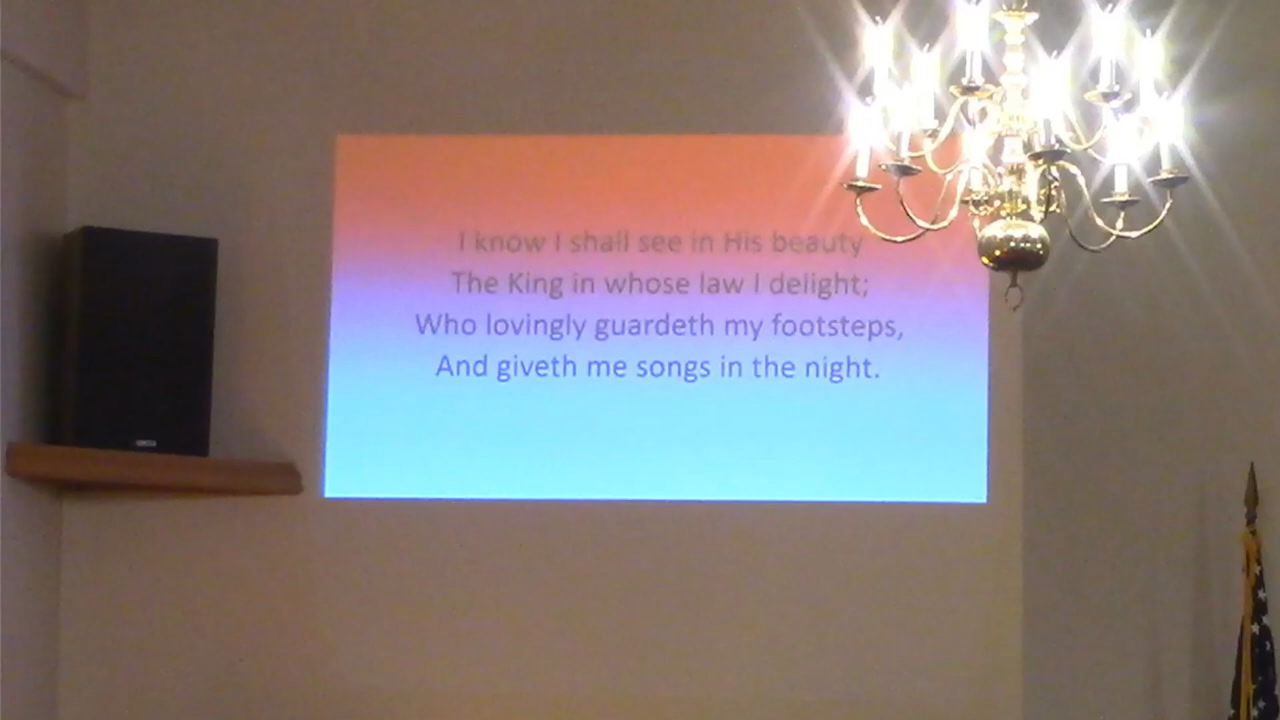 I know I shall see in His beauty
The King in whose law I delight;
Who lovingly guardeth my footsteps,
And giveth me songs in the night.